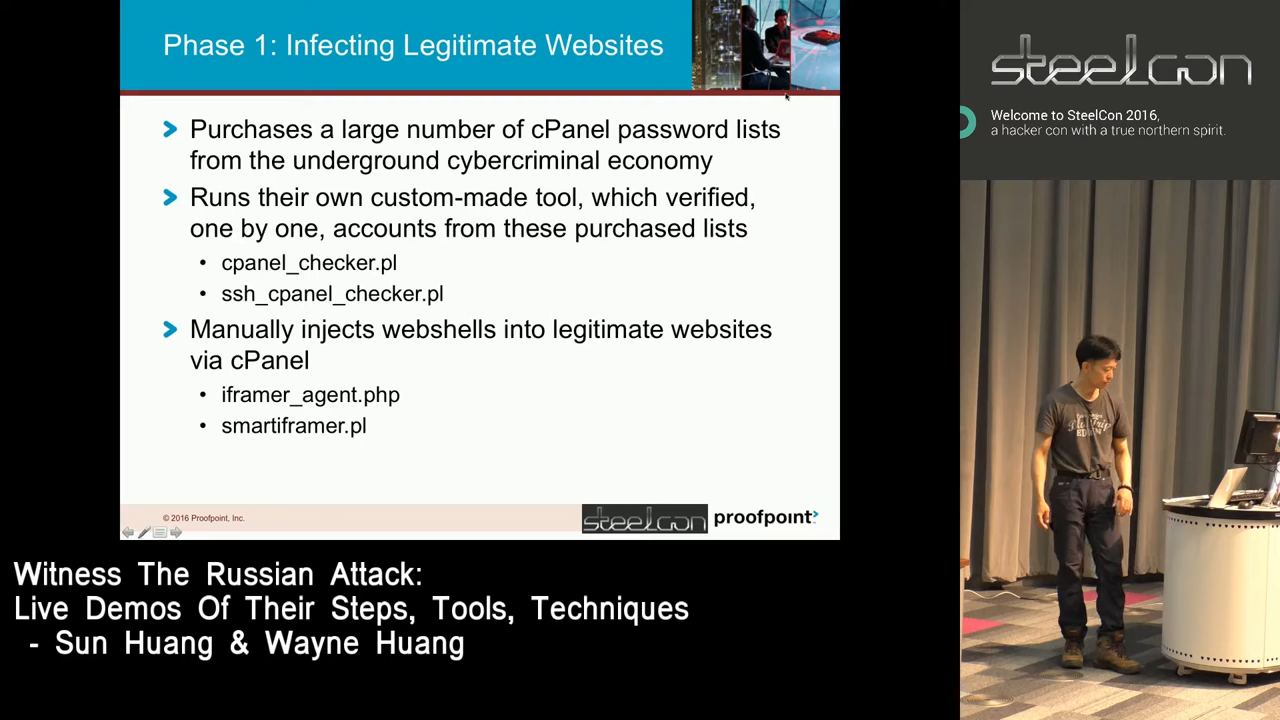 Phase 1: Infecting Legitimate Websites
Purchases a large number of cPanel password lists
from the underground cybercriminal economy
Runs their own custom-made tool, which verified,
one by one, accounts from these purchased lists
• cpanel_checker.pl
• ssh_cpanel_checker.pl
Manually injects webshells into legitimate websites
via cPanel
• iframer_agent.php
• smartiframer.pl
© 2016 Proofpoint, Inc.
steelcon
proofpoint
steelcon
Welcome to SteelCon 2016,
a hacker con with a true northern spirit.
Witness The Russian Attack:
Live Demos Of Their Steps, Tools, Techniques
- Sun Huang & Wayne Huang